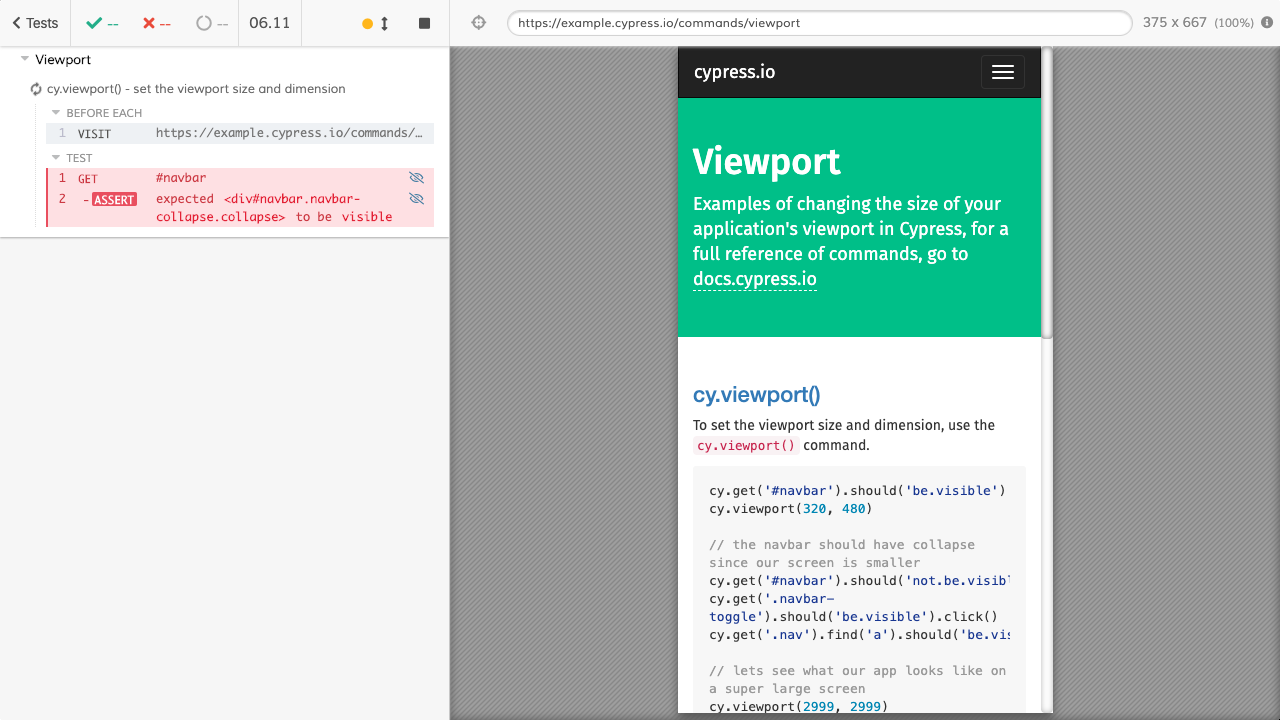 Tests
--
--
--
06.11
https://example.cypress.io/commands/viewport
375 x 667 (100%)
Viewport
cy.viewport() - set the viewport size and dimension
BEFORE EACH
1 VISIT https://example.cypress.io/commands/…
TEST
1 GET #navbar
2 -ASSERT expected <div#navbar.navbar-
collapse.collapse> to be visible
cypress.io
Viewport
Examples of changing the size of your
application's viewport in Cypress, for a
full reference of commands, go to
docs.cypress.io
cy.viewport()
To set the viewport size and dimension, use the
cy.viewport() command.
cy.get('#navbar').should('be.visible')
cy.viewport(320, 480)
// the navbar should have collapse
since our screen is smaller
cy.get('#navbar').should('not.be.visibl
cy.get('.navbar-
toggle').should('be.visible').click()
cy.get('.nav').find('a').should('be.vis
// lets see what our app looks like on
a super large screen
cy.viewport(2999, 2999)